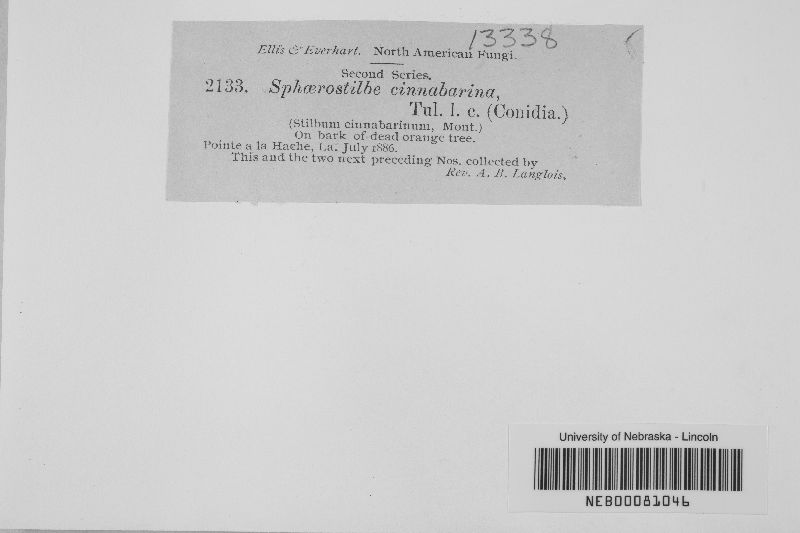 13338
Ellis & Everhart. North American Fungi.
Second Series.
2133. Sphærostilbe cinnabarina,
Tul. l. c. (Conidia.)
(Stilbum cinnabarinum, Mont.)
On bark of dead orange tree.
Pointe a la Hache, La. July 1886.
This and the two next preceding Nos. collected by
Rev. A. B. Langlois.
University of Nebraska - Lincoln
NEB00081046